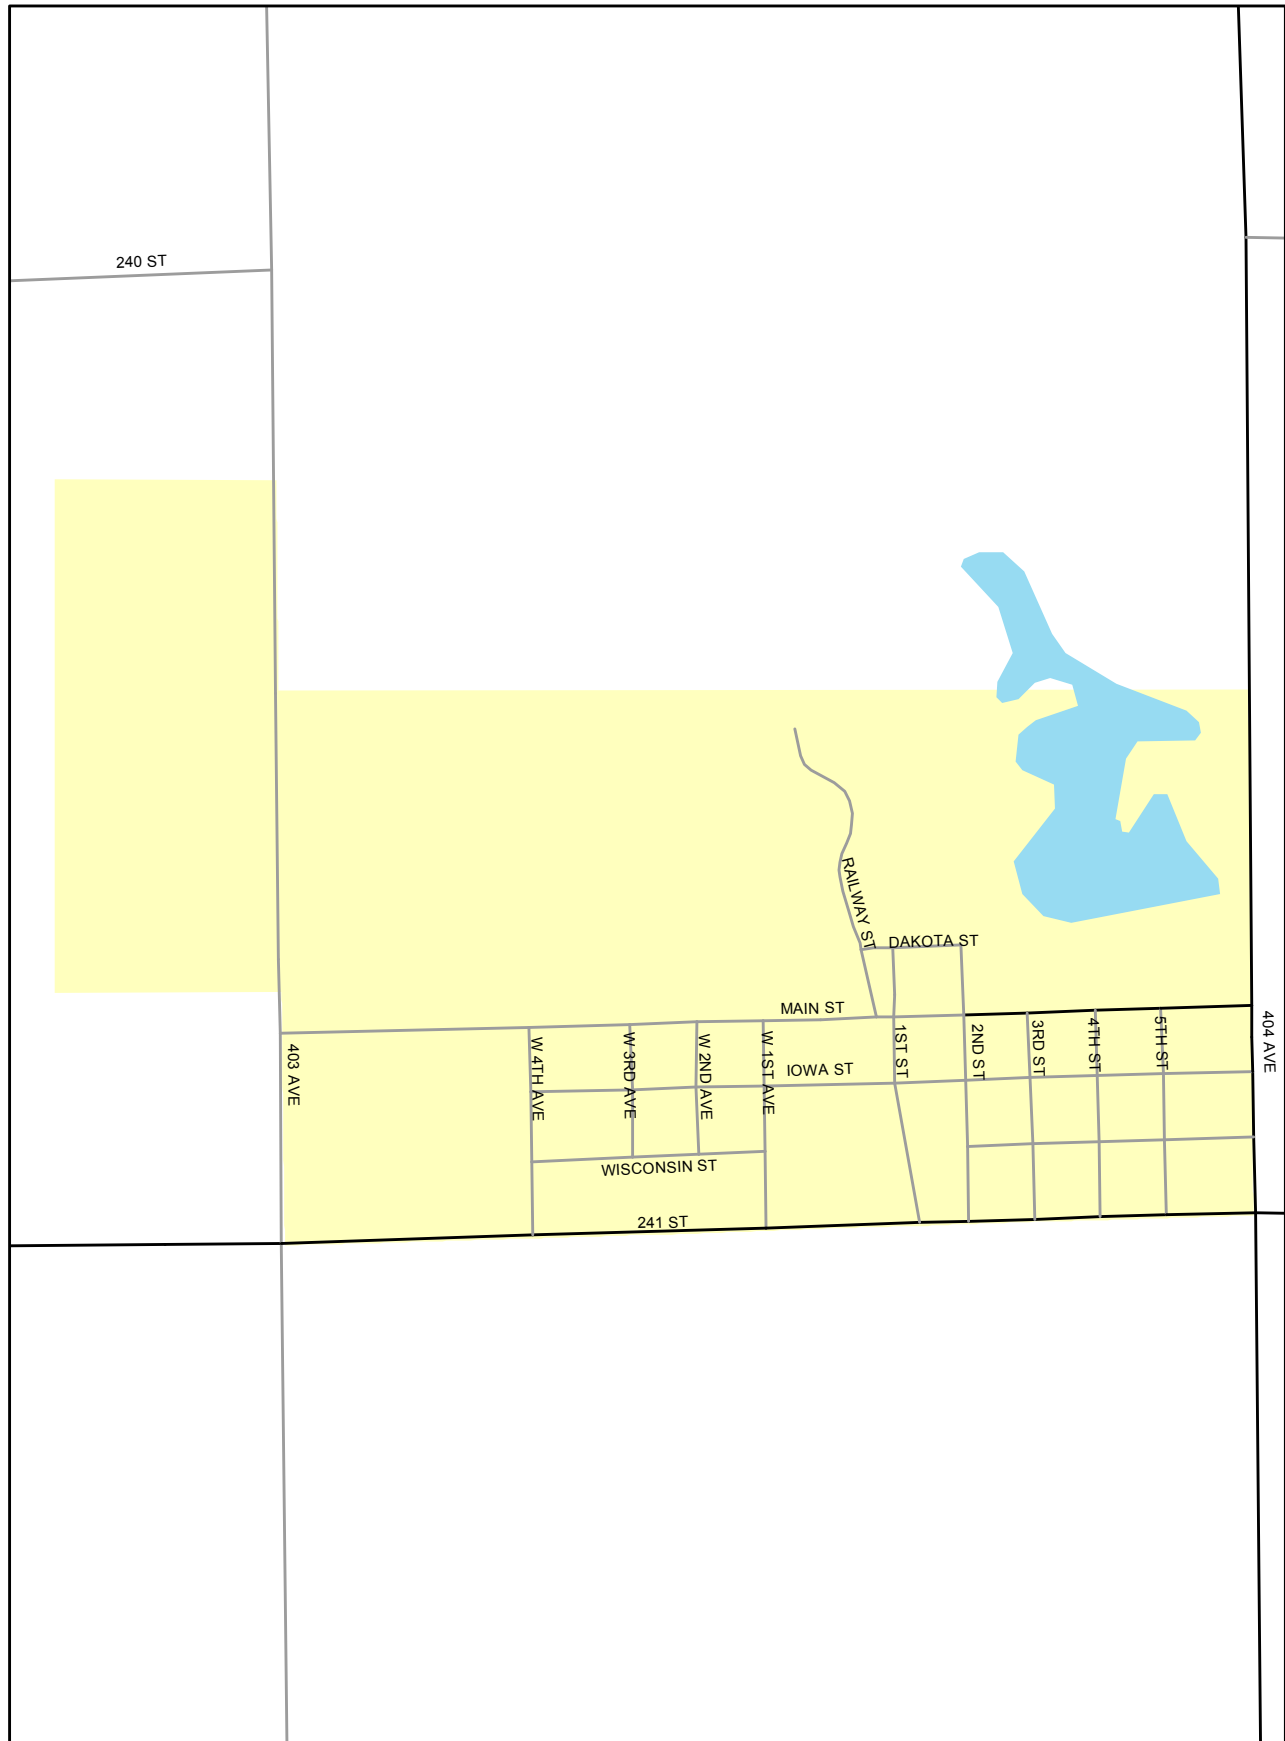 240 ST
RAILWAY ST
DAKOTA ST
MAIN ST
403 AVE
W 4TH AVE
W 3RD AVE
W 2ND AVE
W 1ST AVE
IOWA ST
1ST ST
2ND ST
3RD ST
4TH ST
5TH ST
404 AVE
WISCONSIN ST
241 ST